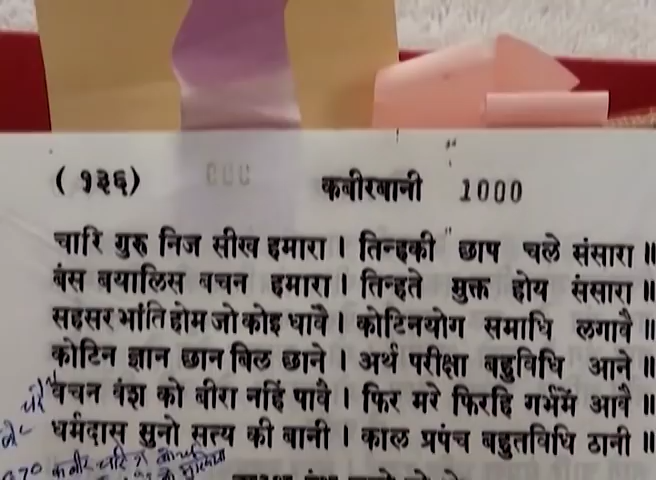 (१३६) कबीरबानी 1000
चारि गुरु निज सीख हमारा । तिन्हकी छाप चले संसारा ॥
बंस बयालिस बचन हमारा । तिन्हते मुक्त होय संसारा ॥
सहसर भांति होम जो कोइ धावै । कोटिनयोग समाधि लगावै ॥
कोटिन ज्ञान छान बिल छाने । अर्थ परीक्षा बहुविधि आने ॥
वचन वंश को बीरा नहिं पावै । फिर मरे फिरहि गर्भमें आवै ॥
धर्मदास सुनो सत्य की बानी । काल प्रपंच बहुतविधि ठानी ॥